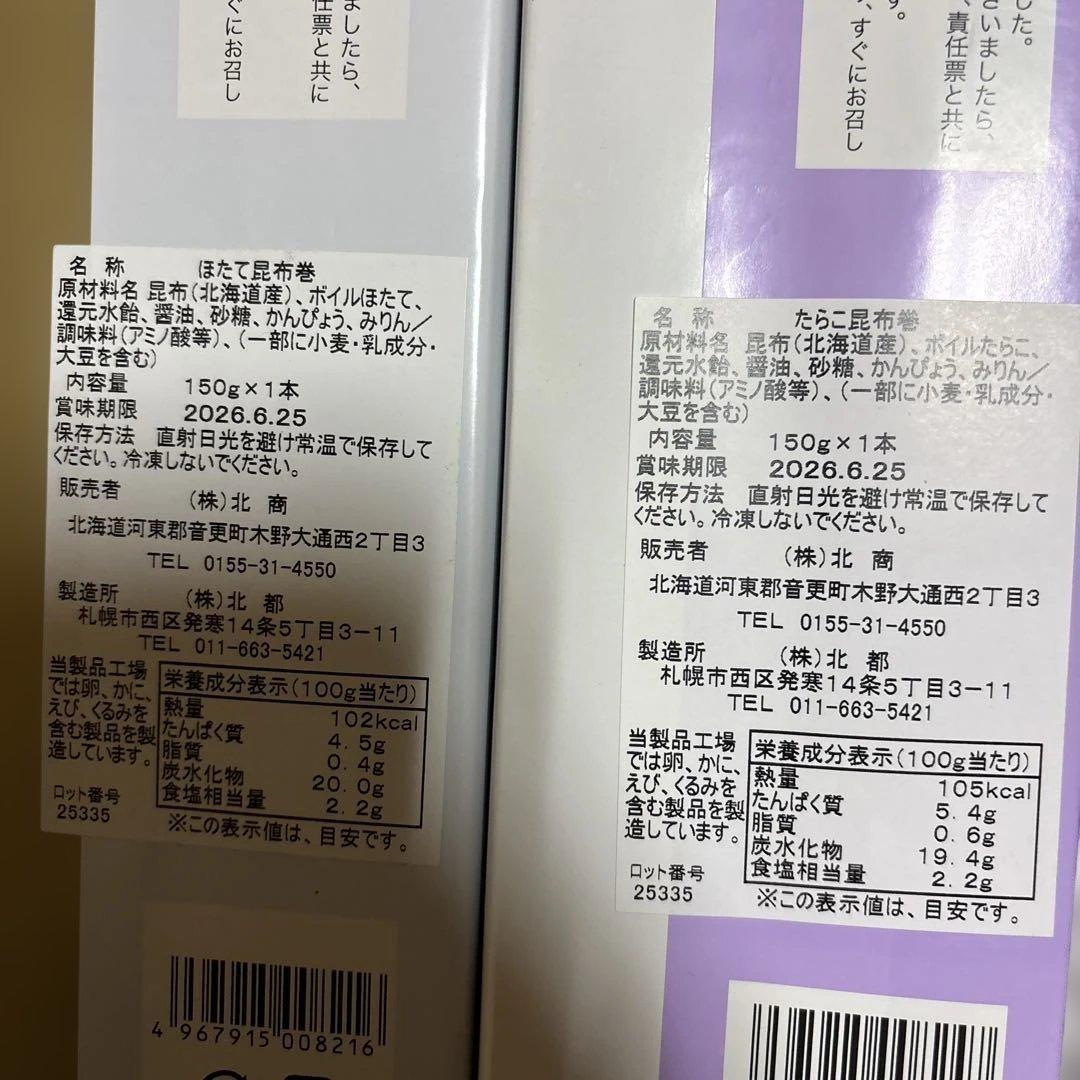 ましたら、
任票と共に
ぐにお召し
した。
さいましたら、
責任票と共に
す。
、すぐにお召し
名 称 ほたて昆布巻
原材料名 昆布(北海道産)、ボイルほたて、
還元水飴、醤油、砂糖、かんぴょう、みりん/
調味料(アミノ酸等)、(一部に小麦・乳成分・
大豆を含む)
内容量 150g×1本
賞味期限 2026.6.25
保存方法 直射日光を避け常温で保存して
ください。冷凍しないでください。
販売者 (株)北 商
北海道河東郡音更町木野大通西2丁目3
TEL 0155-31-4550
製造所 (株)北 都
札幌市西区発寒14条5丁目3-11
TEL 011-663-5421
当製品工場
では卵、かに、
えび、くるみを
含む製品を製
造しています。
ロット番号
25335
栄養成分表示(100g当たり)
熱量 102kcal
たんぱく質 4.5g
脂質 0.4g
炭水化物 20.0g
食塩相当量 2.2g
※この表示値は、目安です。
4 967915 008216
名 称 たらこ昆布巻
原材料名 昆布(北海道産)、ボイルたらこ、
還元水飴、醤油、砂糖、かんぴょう、みりん/
調味料(アミノ酸等)、(一部に小麦・乳成分・
大豆を含む)
内容量 150g×1本
賞味期限 2026.6.25
保存方法 直射日光を避け常温で保存して
ください。冷凍しないでください。
販売者 (株)北 商
北海道河東郡音更町木野大通西2丁目3
TEL 0155-31-4550
製造所 (株)北 都
札幌市西区発寒14条5丁目3-11
TEL 011-663-5421
当製品工場
では卵、かに、
えび、くるみを
含む製品を製
造しています。
ロット番号
25335
栄養成分表示(100g当たり)
熱量 105kcal
たんぱく質 5.4g
脂質 0.6g
炭水化物 19.4g
食塩相当量 2.2g
※この表示値は、目安です。